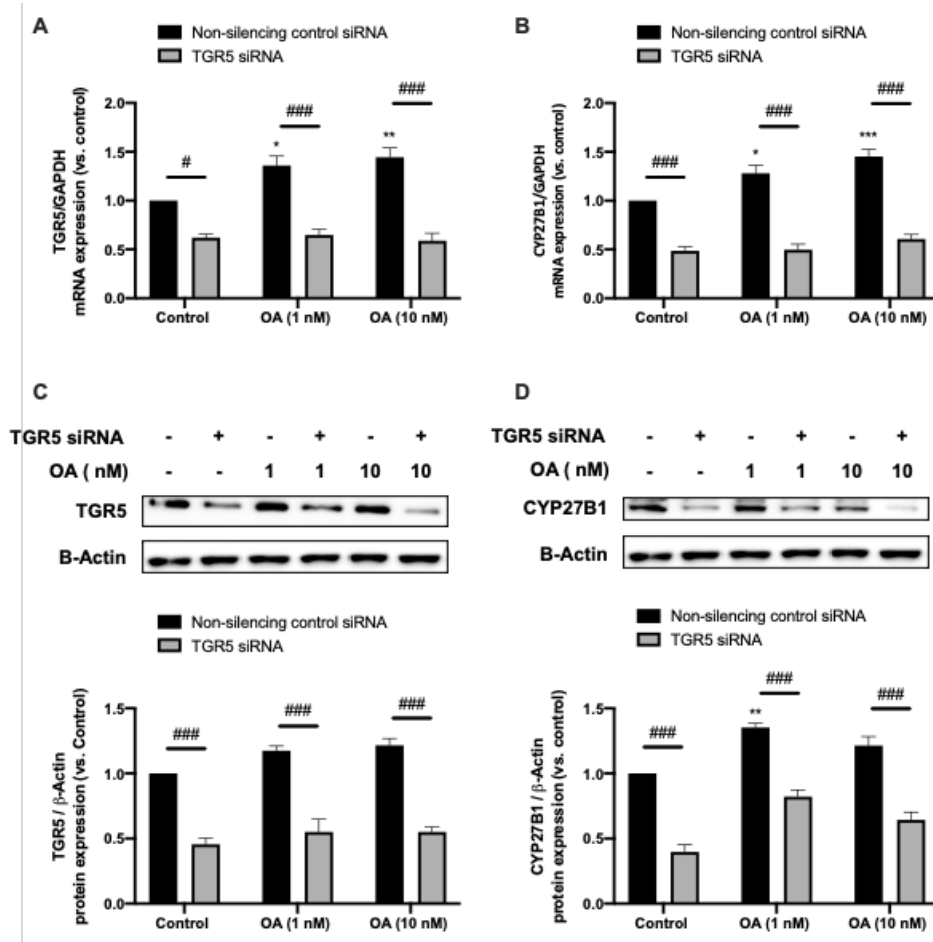 A
Non-silencing control siRNA
TGR5 siRNA
TGR5/GAPDH
mRNA expression (vs. control)
2.0
1.5
1.0
0.5
0.0
#
*
###
**
###
Control
OA (1 nM)
OA (10 nM)
B
Non-silencing control siRNA
TGR5 siRNA
CYP27B1/GAPDH
mRNA expression (vs. control)
2.0
1.5
1.0
0.5
0.0
###
*
###
***
###
Control
OA (1 nM)
OA (10 nM)
C
TGR5 siRNA - + - + - +
OA ( nM) - - 1 1 10 10
TGR5
B-Actin
Non-silencing control siRNA
TGR5 siRNA
TGR5 / β-Actin
protein expression (vs. Control)
1.5
1.0
0.5
0.0
###
###
###
Control
OA (1 nM)
OA (10 nM)
D
TGR5 siRNA - + - + - +
OA ( nM) - - 1 1 10 10
CYP27B1
B-Actin
Non-silencing control siRNA
TGR5 siRNA
CYP27B1 / β-Actin
protein expression (vs. control)
1.5
1.0
0.5
0.0
###
**
###
###
Control
OA (1 nM)
OA (10 nM)